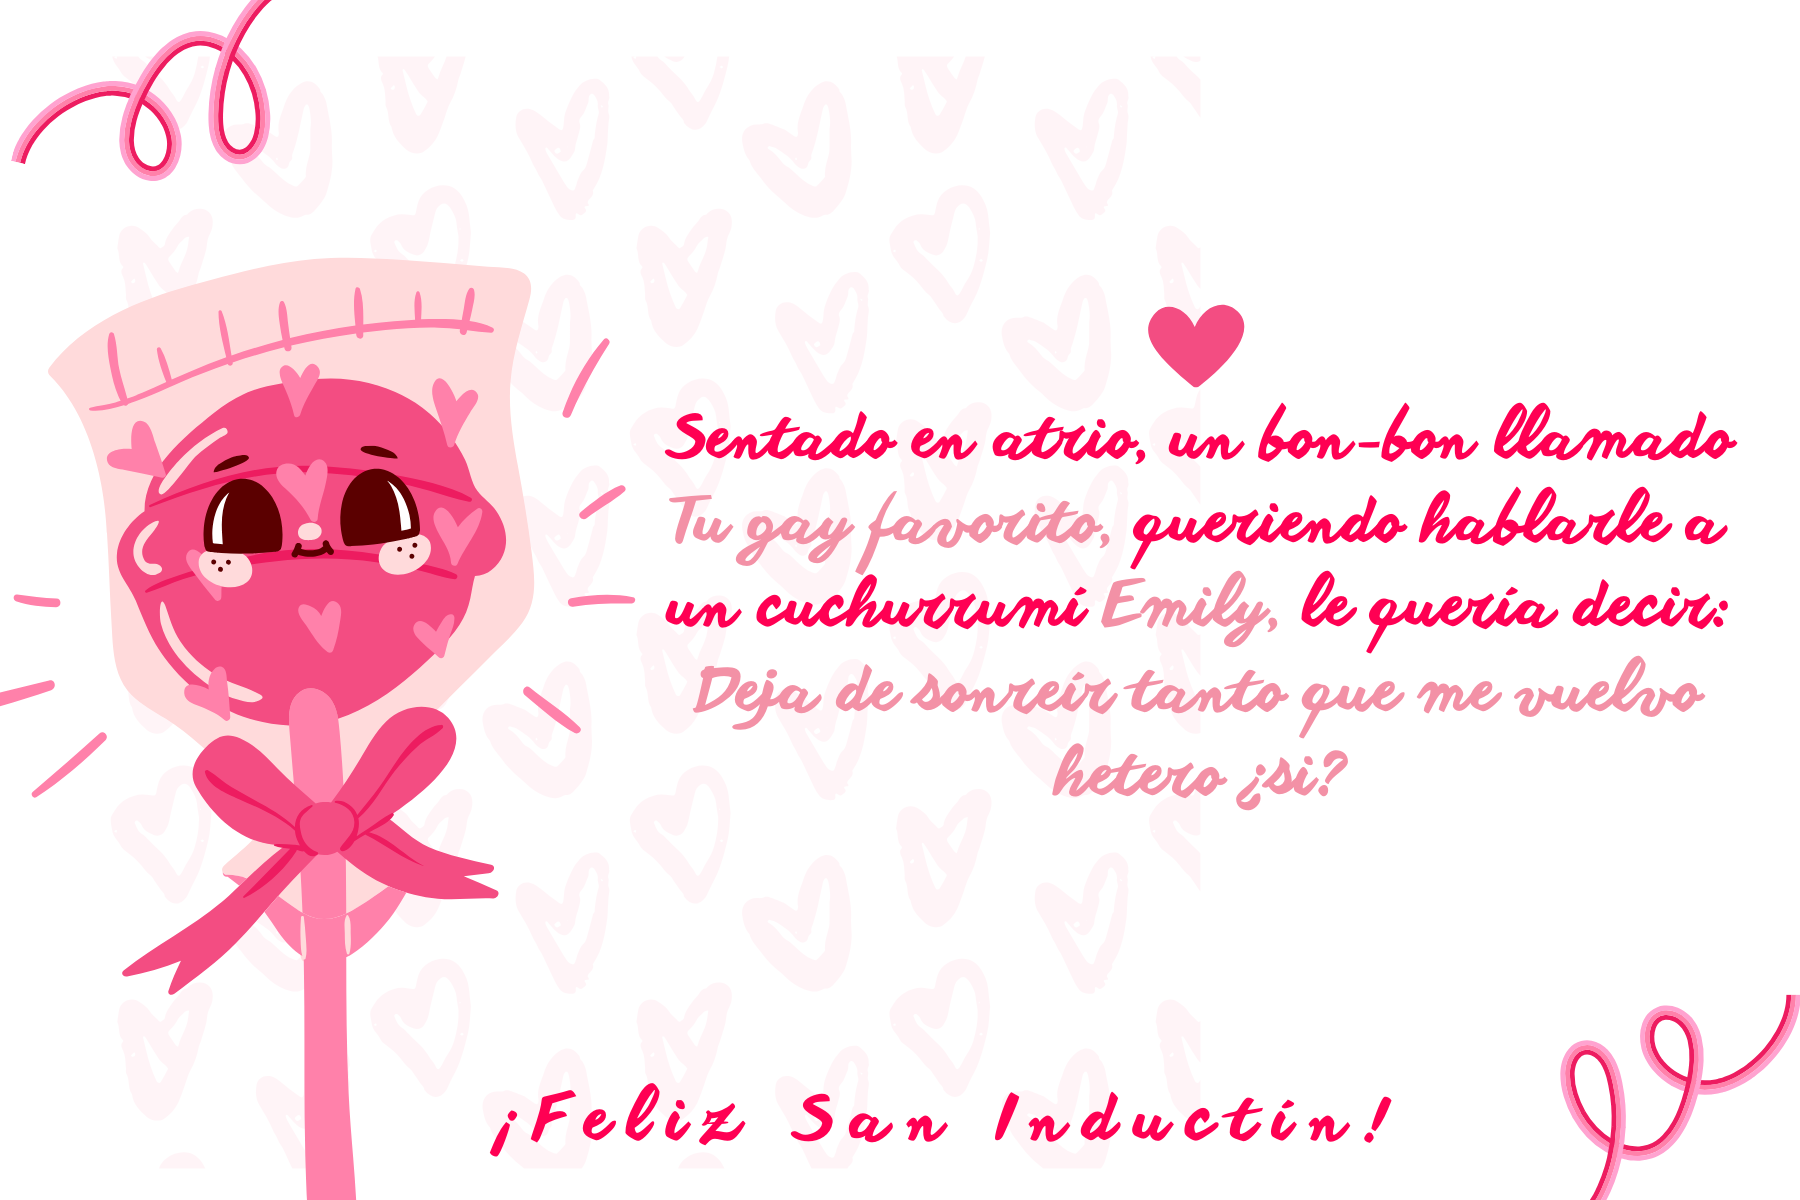 Sentado en atrio, un bon-bon llamado
Tu gay favorito, queriendo hablarle a
un cuchurrumí Emily, le quería decir:
Deja de sonreír tanto que me vuelvo
hetero ¿si?
¡Feliz San Inductín!